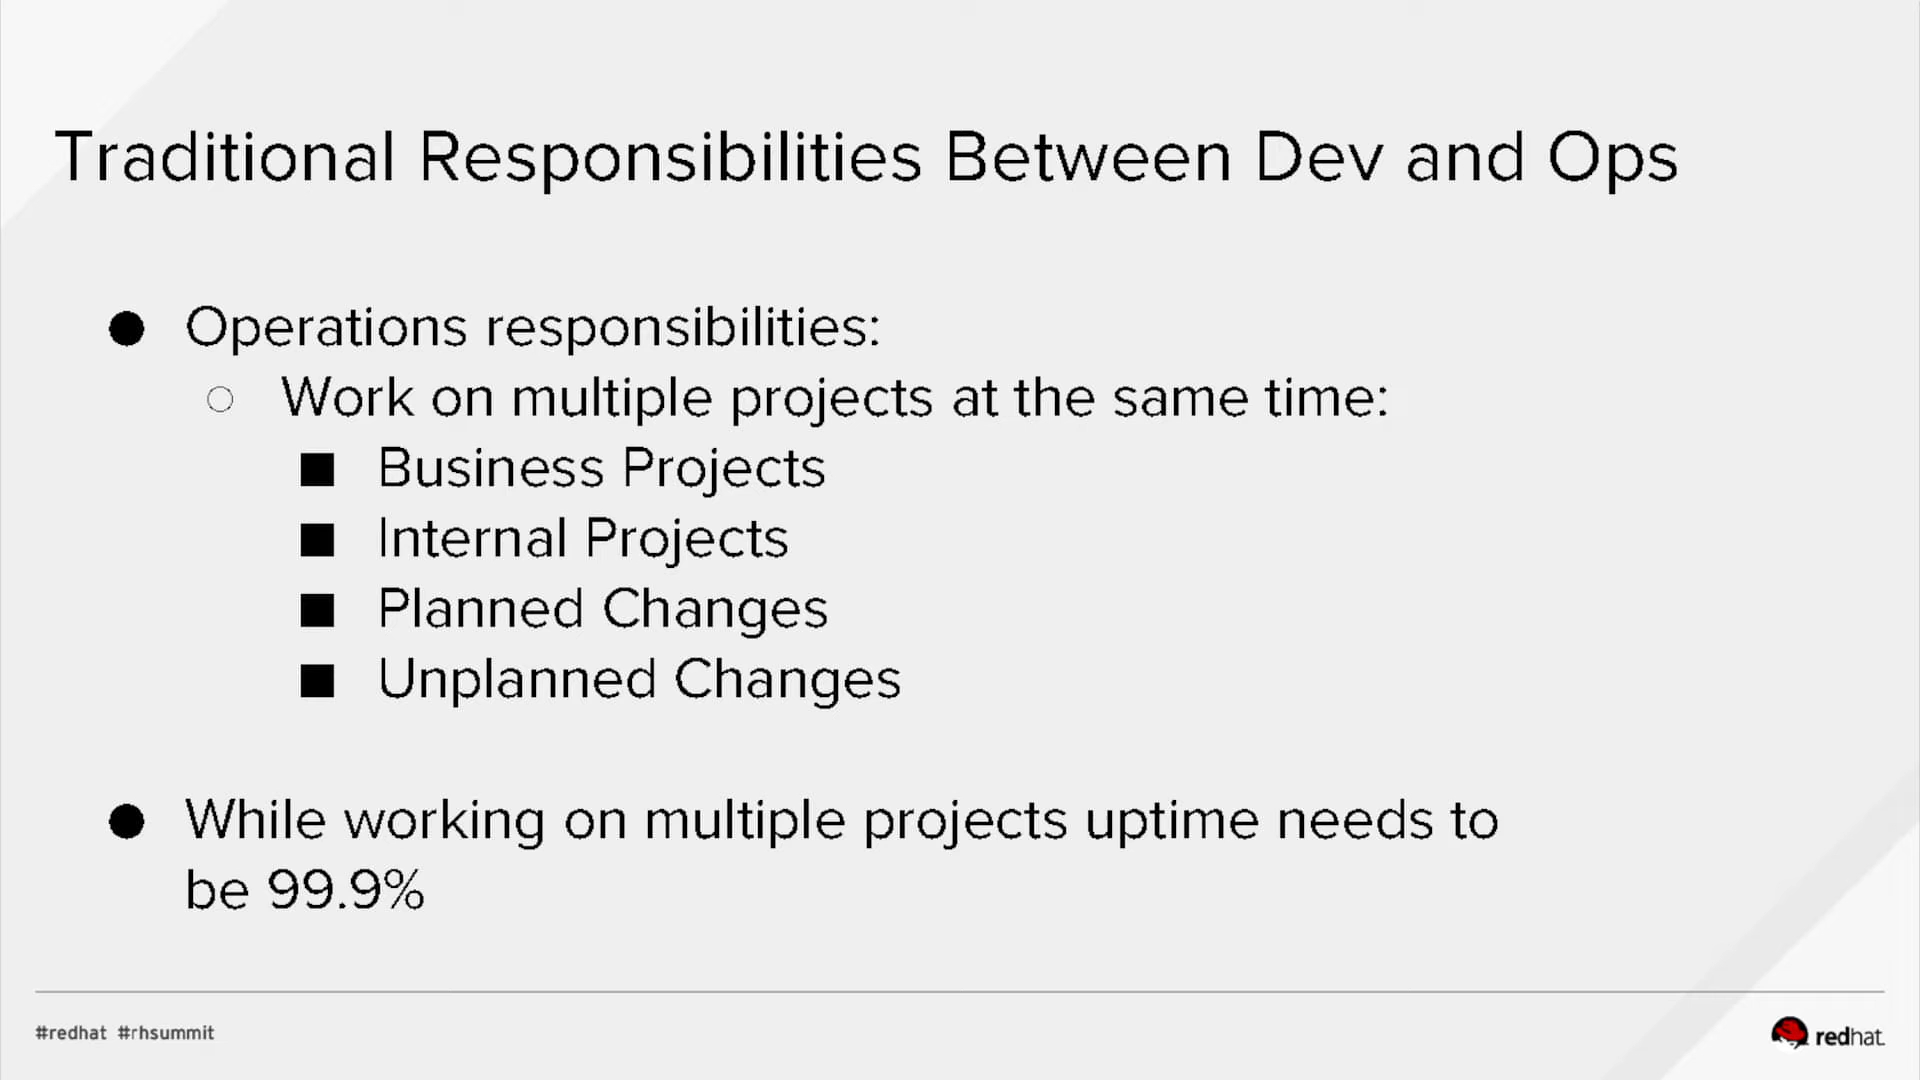 Traditional Responsibilities Between Dev and Ops
● Operations responsibilities:
○ Work on multiple projects at the same time:
■ Business Projects
■ Internal Projects
■ Planned Changes
■ Unplanned Changes
● While working on multiple projects uptime needs to
be 99.9%
#redhat #rhsummit
redhat.